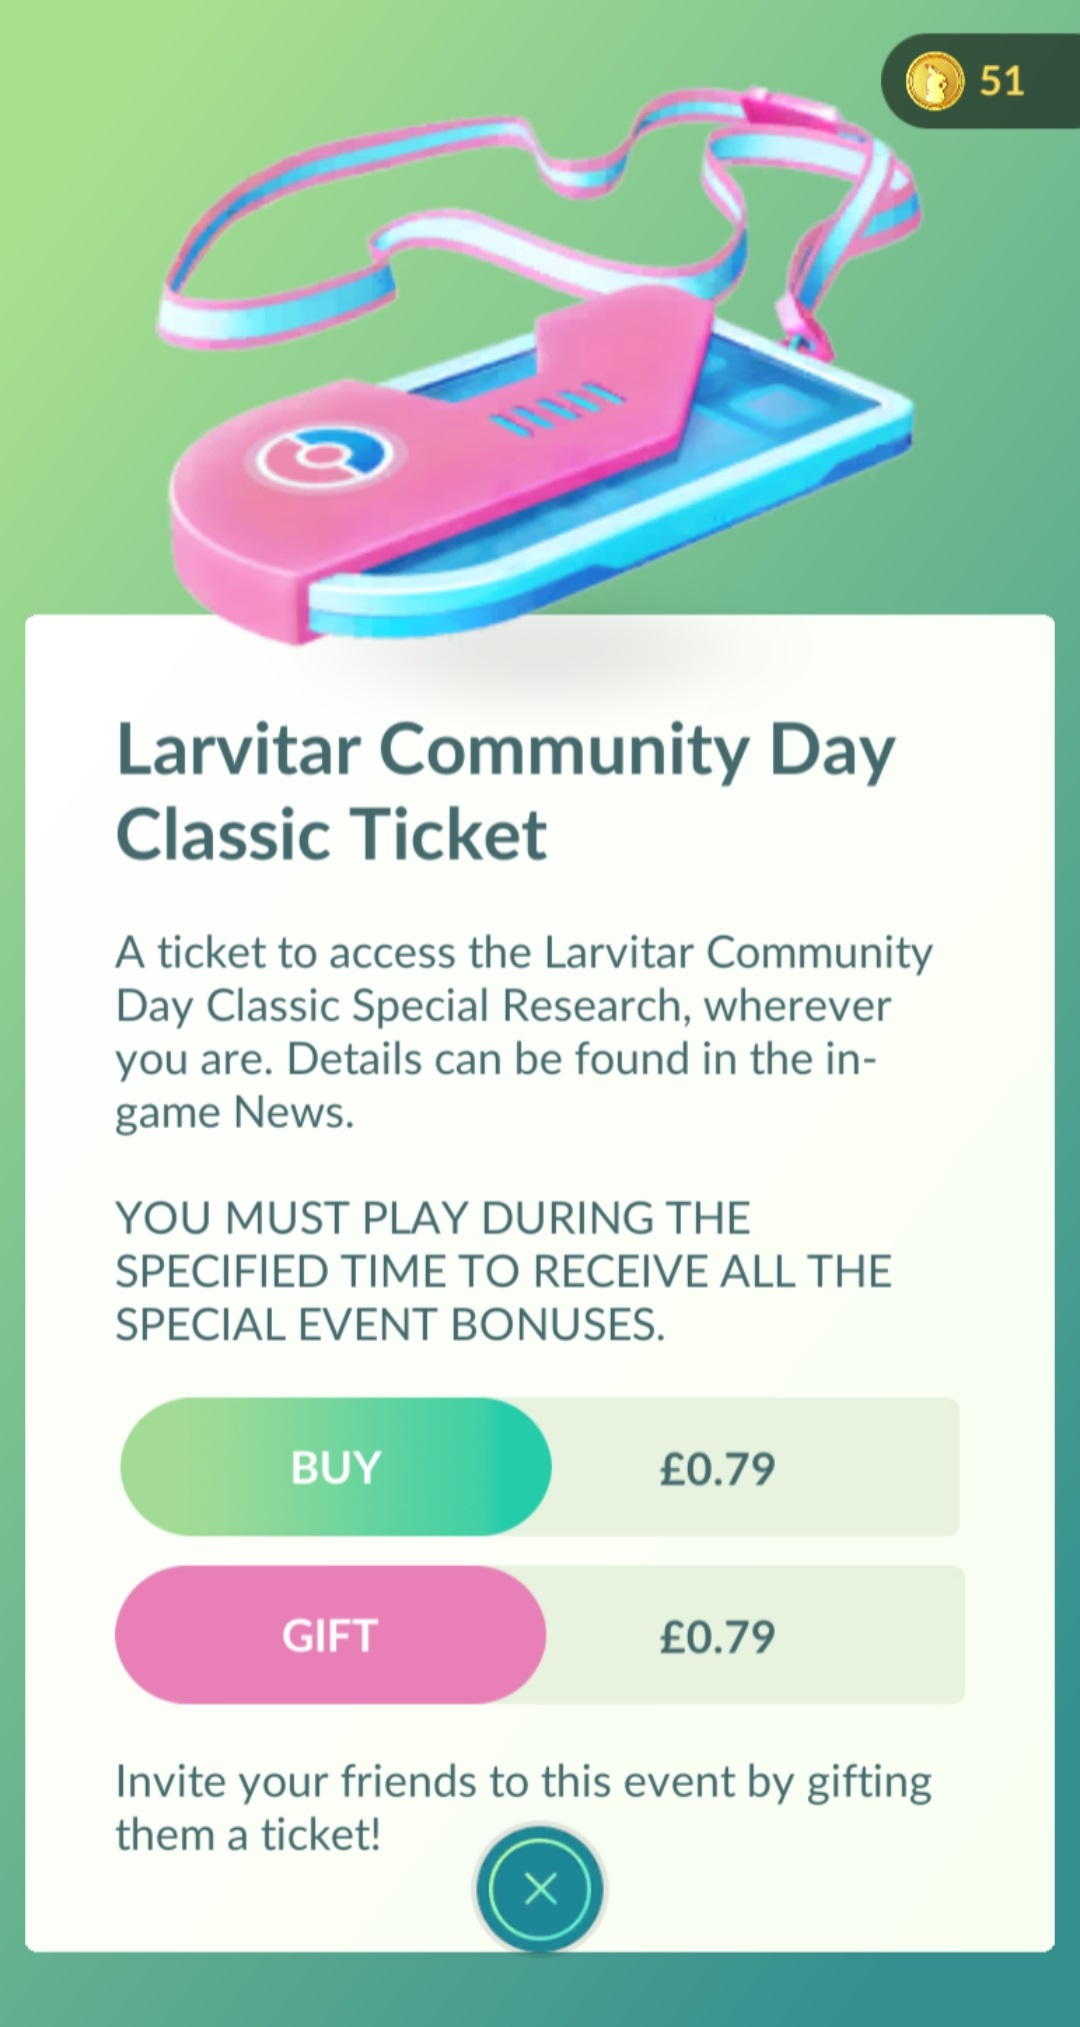 51
Larvitar Community Day
Classic Ticket
A ticket to access the Larvitar Community
Day Classic Special Research, wherever
you are. Details can be found in the in-
game News.
YOU MUST PLAY DURING THE
SPECIFIED TIME TO RECEIVE ALL THE
SPECIAL EVENT BONUSES.
BUY £0.79
GIFT £0.79
Invite your friends to this event by gifting
them a ticket!